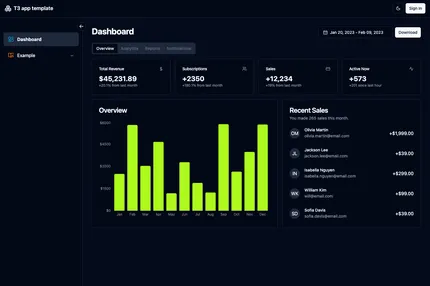 T3 app template
Sign in
Dashboard
Example
Dashboard
Jan 20, 2023 - Feb 09, 2023
Download
Overview
Analytics
Reports
Notifications
Total Revenue
$
$45,231.89
+20.1% from last month
Subscriptions
+2350
+180.1% from last month
Sales
+12,234
+19% from last month
Active Now
+573
+201 since last hour
Overview
$6000
$4500
$3000
$1500
$0
Jan Feb Mar Apr May Jun Jul Aug Sep Oct Nov Dec
Recent Sales
You made 265 sales this month.
OM
Olivia Martin
olivia.martin@email.com
+$1,999.00
JL
Jackson Lee
jackson.lee@email.com
+$39.00
IN
Isabella Nguyen
isabella.nguyen@email.com
+$299.00
WK
William Kim
will@email.com
+$99.00
SD
Sofia Davis
sofia.davis@email.com
+$39.00